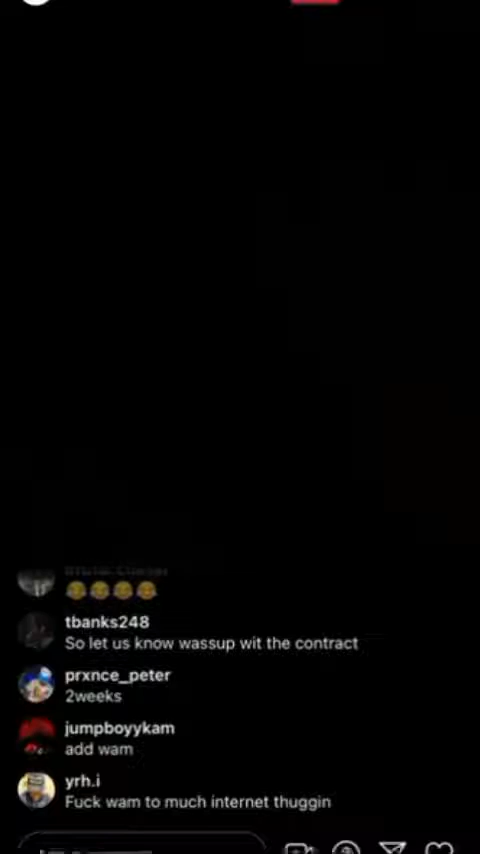 😂😂😂😂
tbanks248
So let us know wassup wit the contract
prxnce_peter
2weeks
jumpboyykam
add wam
yrh.i
Fuck wam to much internet thuggin